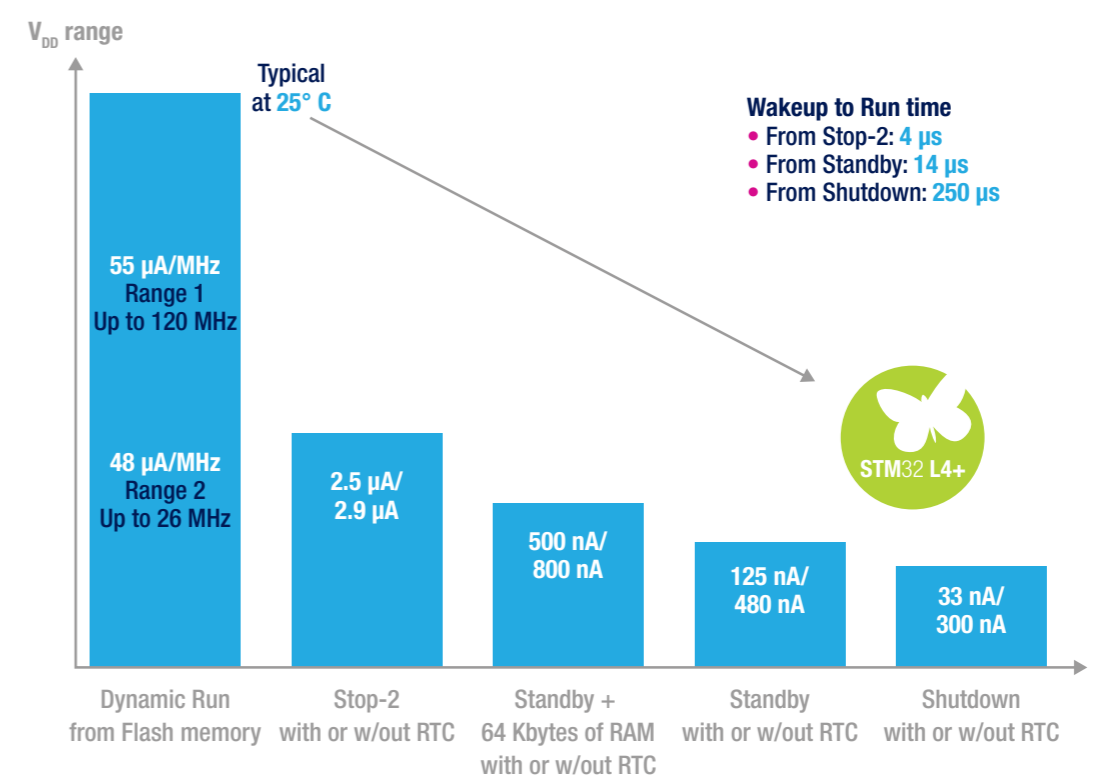 V_DD range
Typical
at 25° C
Wakeup to Run time
• From Stop-2: 4 µs
• From Standby: 14 µs
• From Shutdown: 250 µs
55 µA/MHz
Range 1
Up to 120 MHz
48 µA/MHz
Range 2
Up to 26 MHz
2.5 µA/
2.9 µA
500 nA/
800 nA
125 nA/
480 nA
33 nA/
300 nA
STM32 L4+
Dynamic Run
from Flash memory
Stop-2
with or w/out RTC
Standby +
64 Kbytes of RAM
with or w/out RTC
Standby
with or w/out RTC
Shutdown
with or w/out RTC